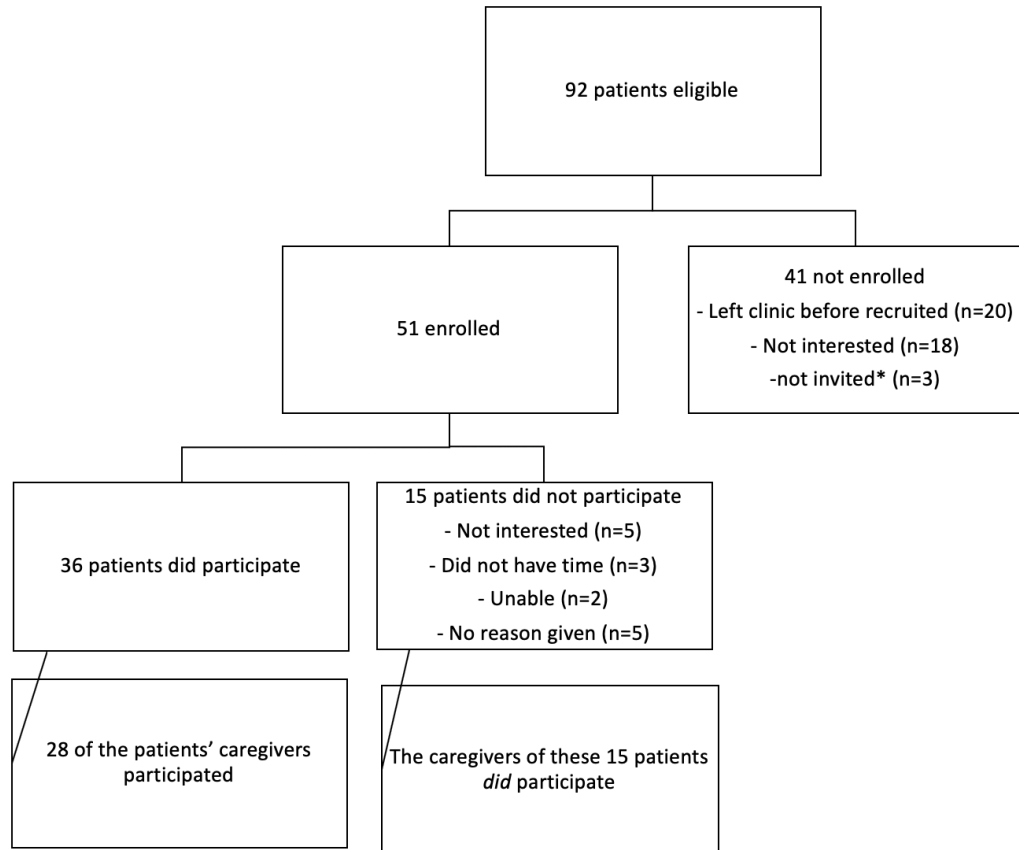 92 patients eligible
51 enrolled
41 not enrolled
- Left clinic before recruited (n=20)
- Not interested (n=18)
-not invited* (n=3)
36 patients did participate
15 patients did not participate
- Not interested (n=5)
- Did not have time (n=3)
- Unable (n=2)
- No reason given (n=5)
28 of the patients’ caregivers
participated
The caregivers of these 15 patients
did participate